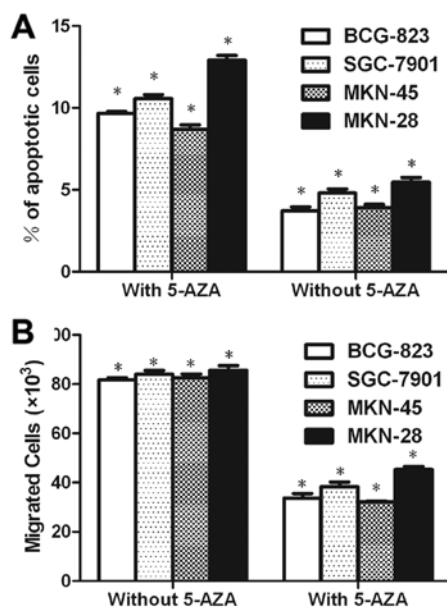 A
BCG-823
SGC-7901
MKN-45
MKN-28
% of apoptotic cells
15
10
5
0
* * * * * * * *
With 5-AZA Without 5-AZA
B
BCG-823
SGC-7901
MKN-45
MKN-28
Migrated Cells (×10³)
00
80
60
40
20
0
* * * * * * * *
Without 5-AZA With 5-AZA